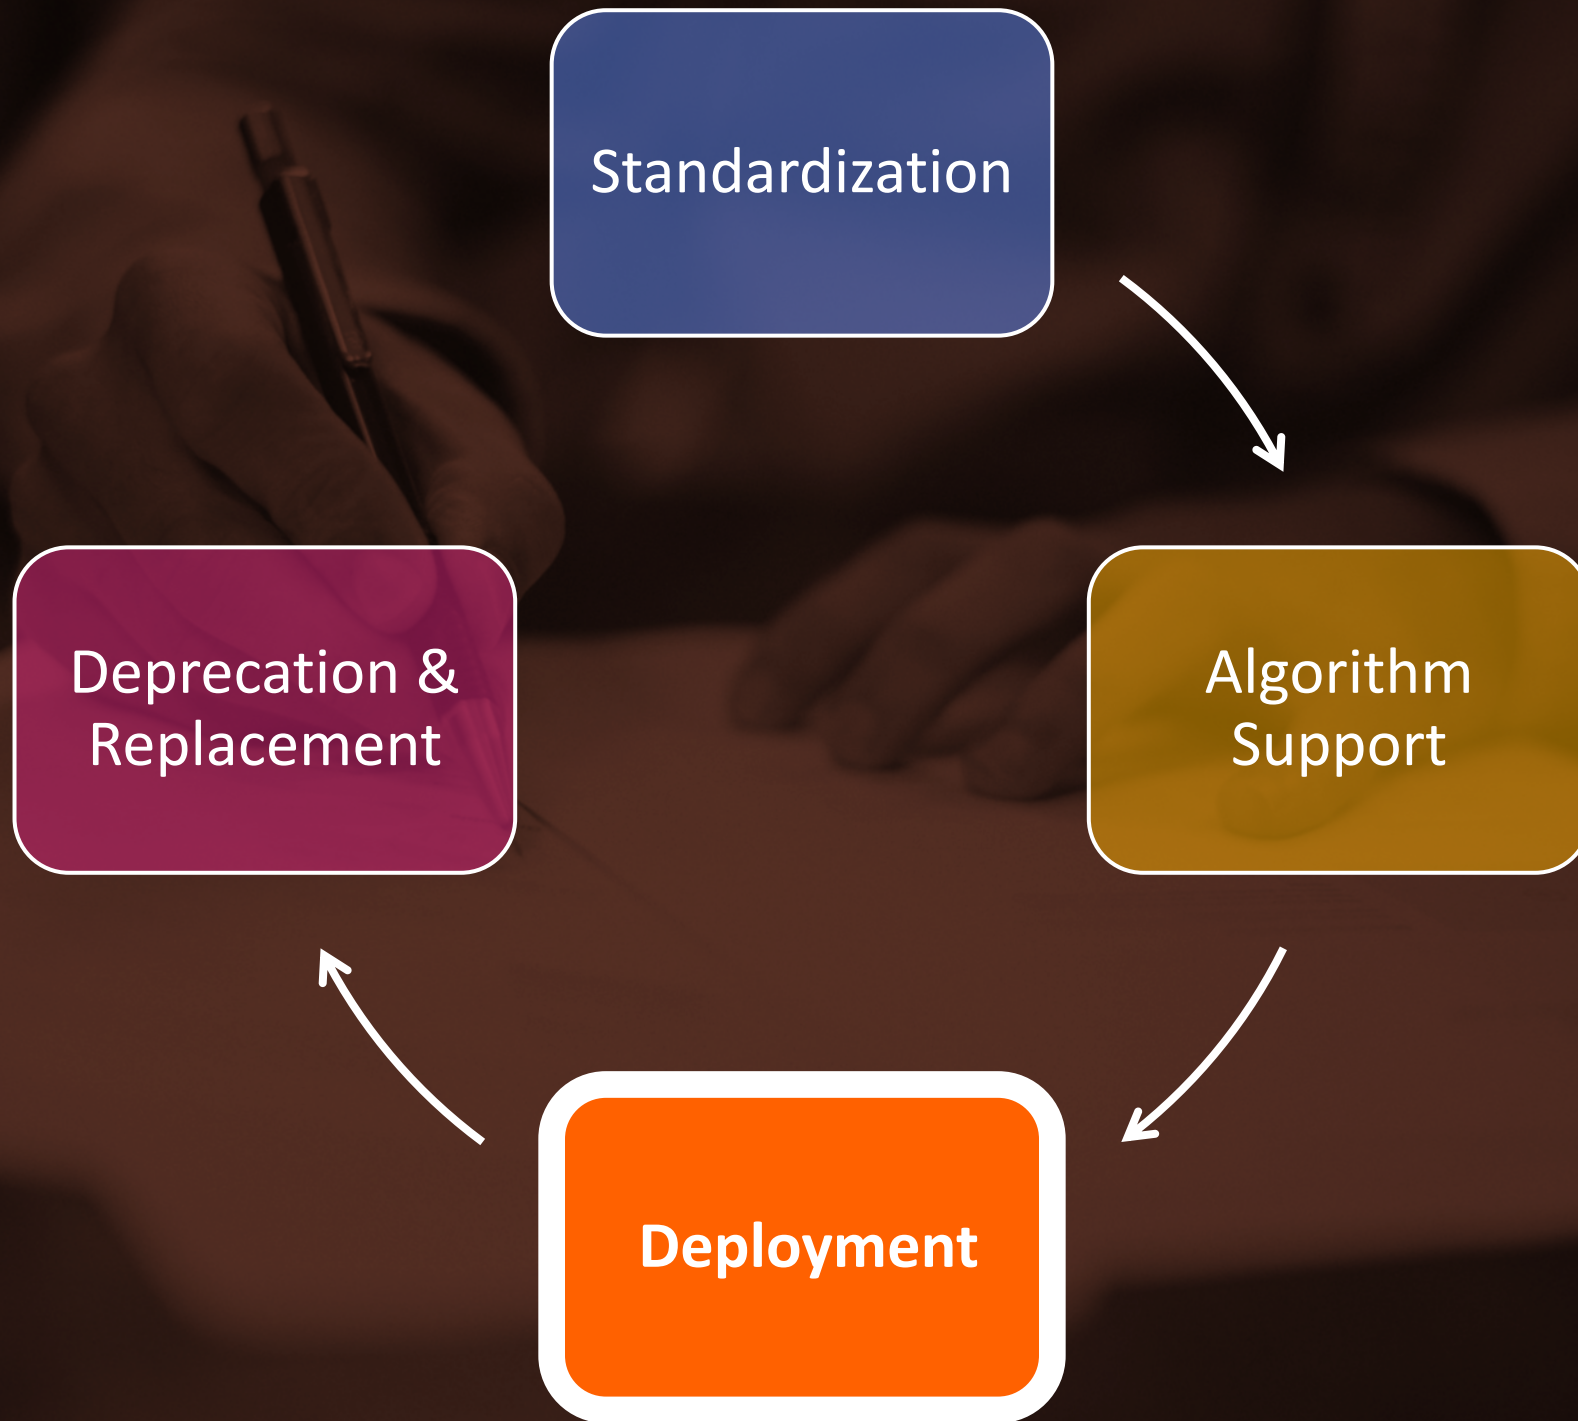 Standardization
Algorithm
Support
Deployment
Deprecation &
Replacement